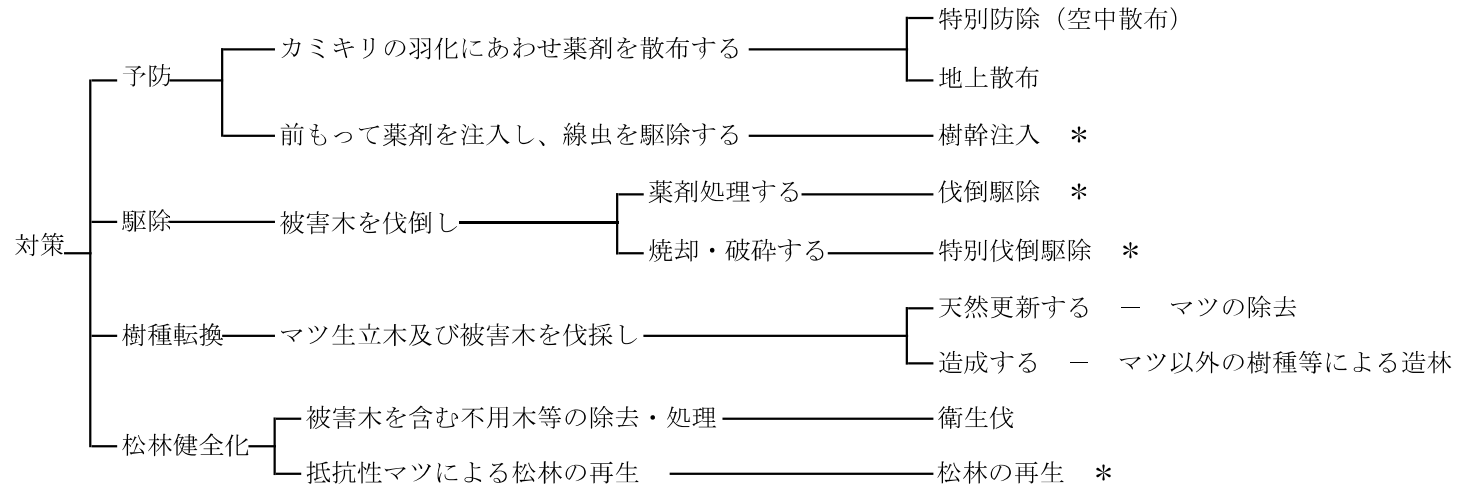 特別防除（空中散布）
カミキリの羽化にあわせ薬剤を散布する
予防
地上散布
前もって薬剤を注入し、線虫を駆除する 樹幹注入 ＊
薬剤処理する 伐倒駆除 ＊
駆除 被害木を伐倒し
対策
焼却・破砕する 特別伐倒駆除 ＊
天然更新する － マツの除去
樹種転換 マツ生立木及び被害木を伐採し
造成する － マツ以外の樹種等による造林
被害木を含む不用木等の除去・処理 衛生伐
松林健全化
抵抗性マツによる松林の再生 松林の再生 ＊